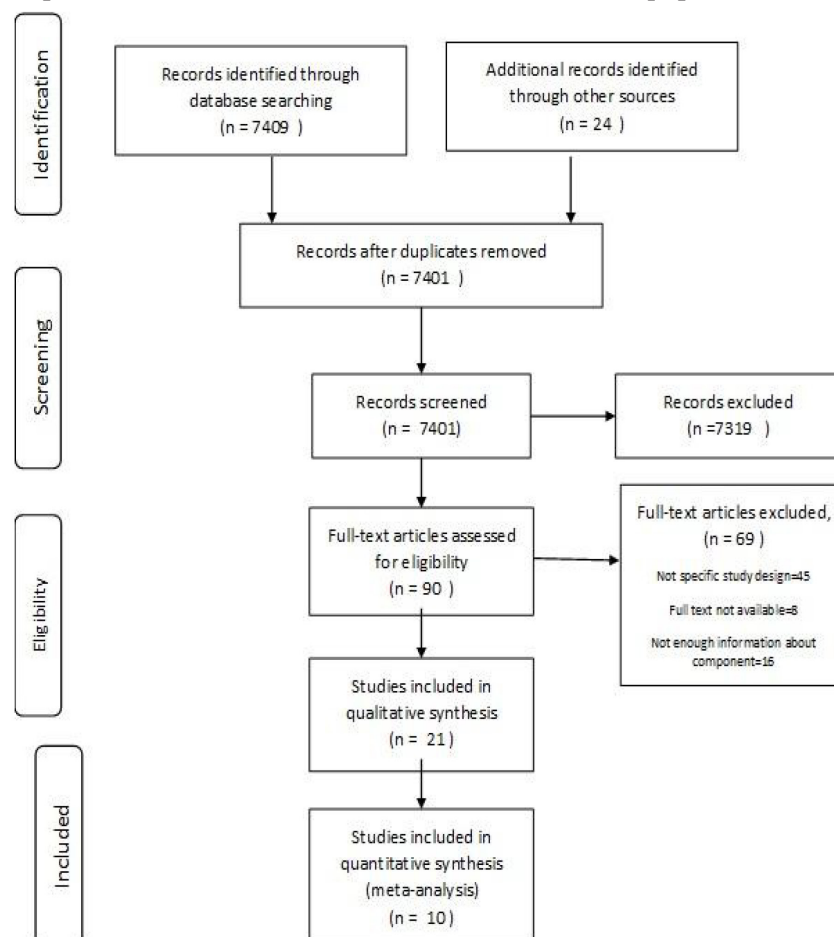 Identification
Records identified through
database searching
(n = 7409 )
Additional records identified
through other sources
(n = 24 )
Records after duplicates removed
(n = 7401 )
Screening
Records screened
(n = 7401)
Records excluded
(n =7319 )
Eligibility
Full-text articles assessed
for eligibility
(n = 90 )
Full-text articles excluded,
(n = 69 )
Not specific study design=45
Full text not available=8
Not enough information about
component=16
Studies included in
qualitative synthesis
(n = 21 )
Included
Studies included in
quantitative synthesis
(meta-analysis)
(n = 10 )